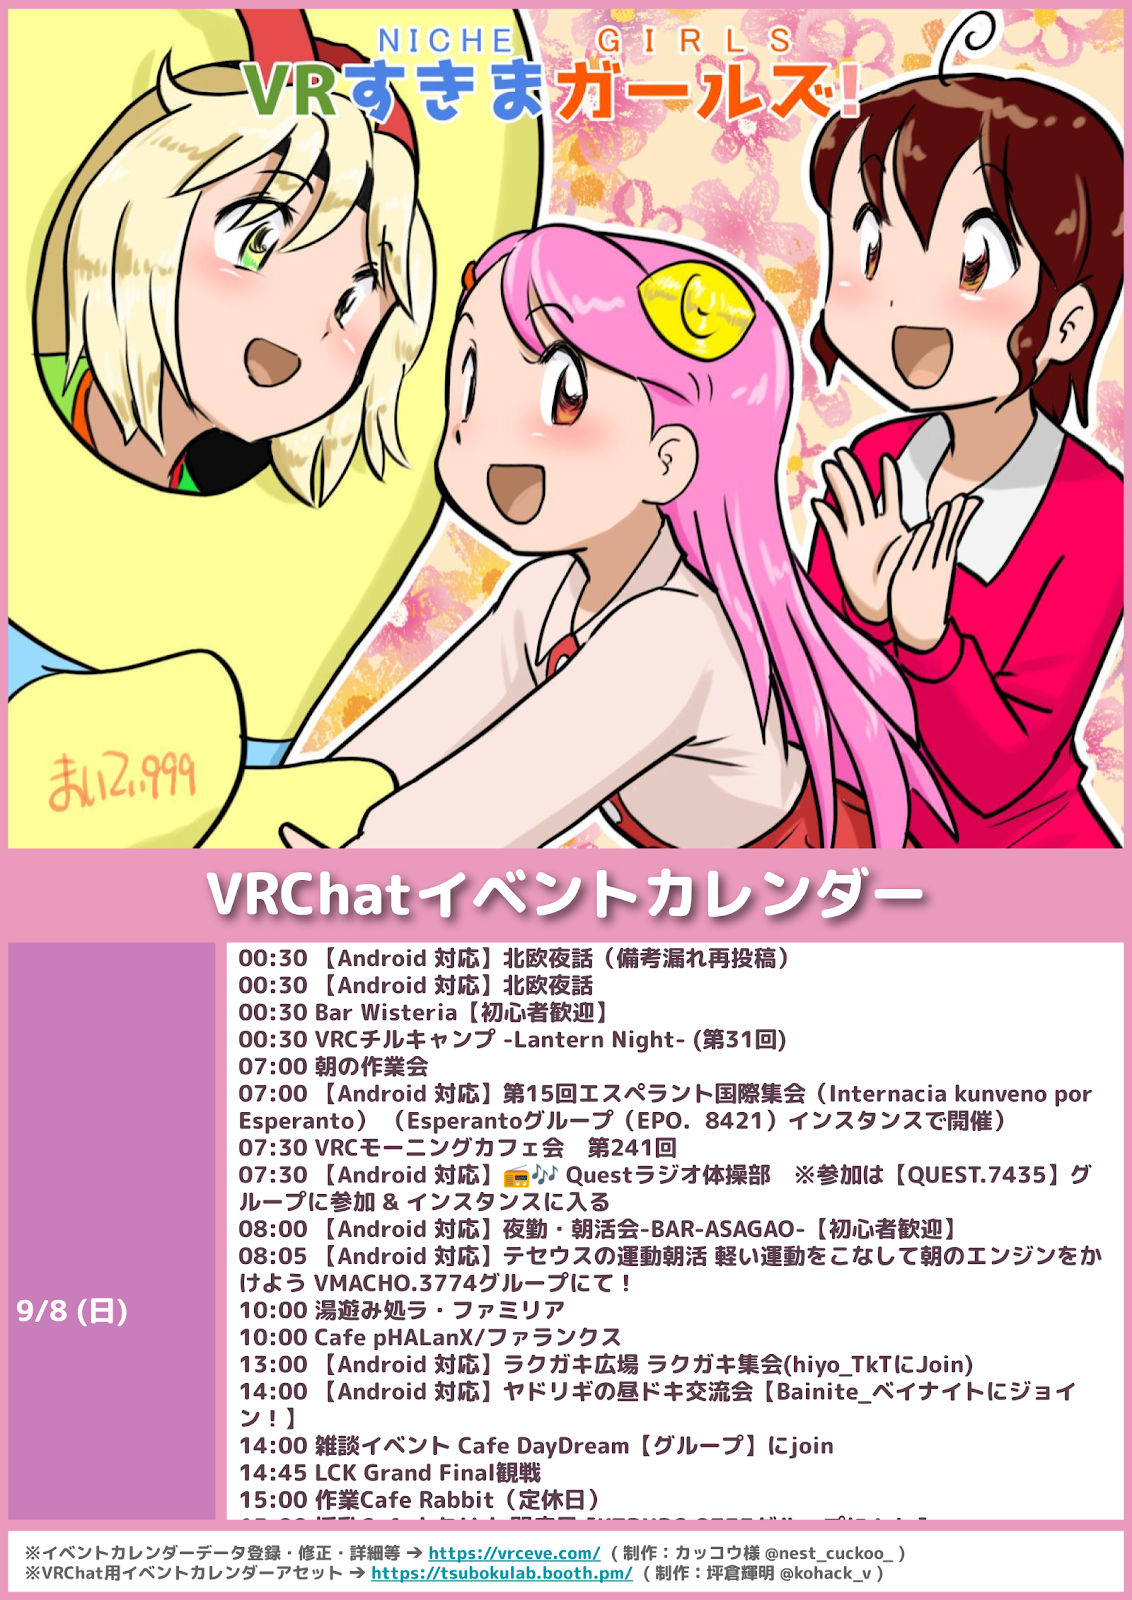 NICHE GIRLS
VRすきまガールズ!
まいてぃ999
VRChatイベントカレンダー
9/8 (日)
00:30 【Android 対応】北欧夜話（備考漏れ再投稿）
00:30 【Android 対応】北欧夜話
00:30 Bar Wisteria【初心者歓迎】
00:30 VRCチルキャンプ -Lantern Night- (第31回)
07:00 朝の作業会
07:00 【Android 対応】第15回エスペラント国際集会（Internacia kunveno por
Esperanto）（Esperantoグループ（EPO．8421）インスタンスで開催）
07:30 VRCモーニングカフェ会　第241回
07:30 【Android 対応】📻🎶 Questラジオ体操部　※参加は【QUEST.7435】グ
ループに参加 & インスタンスに入る
08:00 【Android 対応】夜勤・朝活会-BAR-ASAGAO-【初心者歓迎】
08:05 【Android 対応】テセウスの運動朝活 軽い運動をこなして朝のエンジンをか
けよう VMACHO.3774グループにて！
10:00 湯遊み処ラ・ファミリア
10:00 Cafe pHALanX/ファランクス
13:00 【Android 対応】ラクガキ広場 ラクガキ集会(hiyo_TkTにJoin)
14:00 【Android 対応】ヤドリギの昼ドキ交流会【Bainite_ベイナイトにジョイ
ン！】
14:00 雑談イベント Cafe DayDream【グループ】にjoin
14:45 LCK Grand Final観戦
15:00 作業Cafe Rabbit（定休日）
※イベントカレンダーデータ登録・修正・詳細等 → https://vrceve.com/ ( 制作：カッコウ様 @nest_cuckoo_ )
※VRChat用イベントカレンダーアセット → https://tsubokulab.booth.pm/ ( 制作：坪倉輝明 @kohack_v )